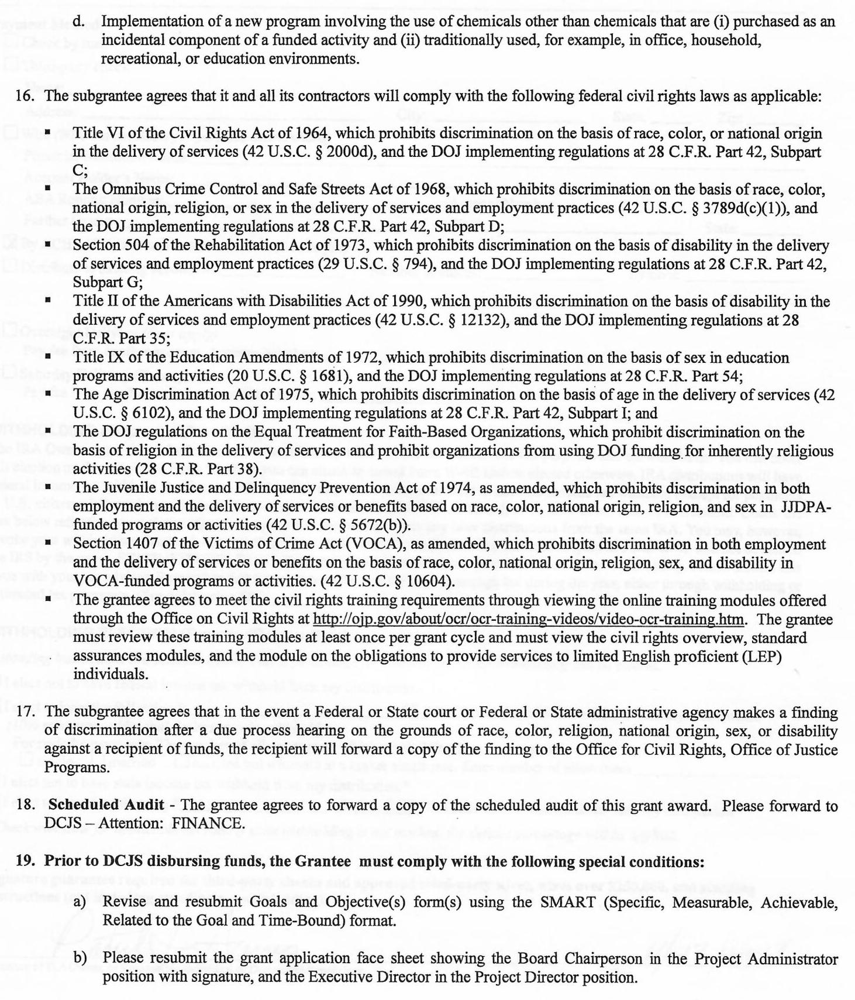 d. Implementation of a new program involving the use of chemicals other than chemicals that are (i) purchased as an
incidental component of a funded activity and (ii) traditionally used, for example, in office, household,
recreational, or education environments.
16. The subgrantee agrees that it and all its contractors will comply with the following federal civil rights laws as applicable:
▪ Title VI of the Civil Rights Act of 1964, which prohibits discrimination on the basis of race, color, or national origin
in the delivery of services (42 U.S.C. § 2000d), and the DOJ implementing regulations at 28 C.F.R. Part 42, Subpart
C;
▪ The Omnibus Crime Control and Safe Streets Act of 1968, which prohibits discrimination on the basis of race, color,
national origin, religion, or sex in the delivery of services and employment practices (42 U.S.C. § 3789d(c)(1)), and
the DOJ implementing regulations at 28 C.F.R. Part 42, Subpart D;
▪ Section 504 of the Rehabilitation Act of 1973, which prohibits discrimination on the basis of disability in the delivery
of services and employment practices (29 U.S.C. § 794), and the DOJ implementing regulations at 28 C.F.R. Part 42,
Subpart G;
▪ Title II of the Americans with Disabilities Act of 1990, which prohibits discrimination on the basis of disability in the
delivery of services and employment practices (42 U.S.C. § 12132), and the DOJ implementing regulations at 28
C.F.R. Part 35;
▪ Title IX of the Education Amendments of 1972, which prohibits discrimination on the basis of sex in education
programs and activities (20 U.S.C. § 1681), and the DOJ implementing regulations at 28 C.F.R. Part 54;
▪ The Age Discrimination Act of 1975, which prohibits discrimination on the basis of age in the delivery of services (42
U.S.C. § 6102), and the DOJ implementing regulations at 28 C.F.R. Part 42, Subpart I; and
▪ The DOJ regulations on the Equal Treatment for Faith-Based Organizations, which prohibit discrimination on the
basis of religion in the delivery of services and prohibit organizations from using DOJ funding for inherently religious
activities (28 C.F.R. Part 38).
▪ The Juvenile Justice and Delinquency Prevention Act of 1974, as amended, which prohibits discrimination in both
employment and the delivery of services or benefits based on race, color, national origin, religion, and sex in JJDPA-
funded programs or activities (42 U.S.C. § 5672(b)).
▪ Section 1407 of the Victims of Crime Act (VOCA), as amended, which prohibits discrimination in both employment
and the delivery of services or benefits on the basis of race, color, national origin, religion, sex, and disability in
VOCA-funded programs or activities. (42 U.S.C. § 10604).
▪ The grantee agrees to meet the civil rights training requirements through viewing the online training modules offered
through the Office on Civil Rights at http://ojp.gov/about/ocr/ocr-training-videos/video-ocr-training.htm. The grantee
must review these training modules at least once per grant cycle and must view the civil rights overview, standard
assurances modules, and the module on the obligations to provide services to limited English proficient (LEP)
individuals.
17. The subgrantee agrees that in the event a Federal or State court or Federal or State administrative agency makes a finding
of discrimination after a due process hearing on the grounds of race, color, religion, national origin, sex, or disability
against a recipient of funds, the recipient will forward a copy of the finding to the Office for Civil Rights, Office of Justice
Programs.
18. Scheduled Audit - The grantee agrees to forward a copy of the scheduled audit of this grant award. Please forward to
DCJS – Attention: FINANCE.
19. Prior to DCJS disbursing funds, the Grantee must comply with the following special conditions:
a) Revise and resubmit Goals and Objective(s) form(s) using the SMART (Specific, Measurable, Achievable,
Related to the Goal and Time-Bound) format.
b) Please resubmit the grant application face sheet showing the Board Chairperson in the Project Administrator
position with signature, and the Executive Director in the Project Director position.